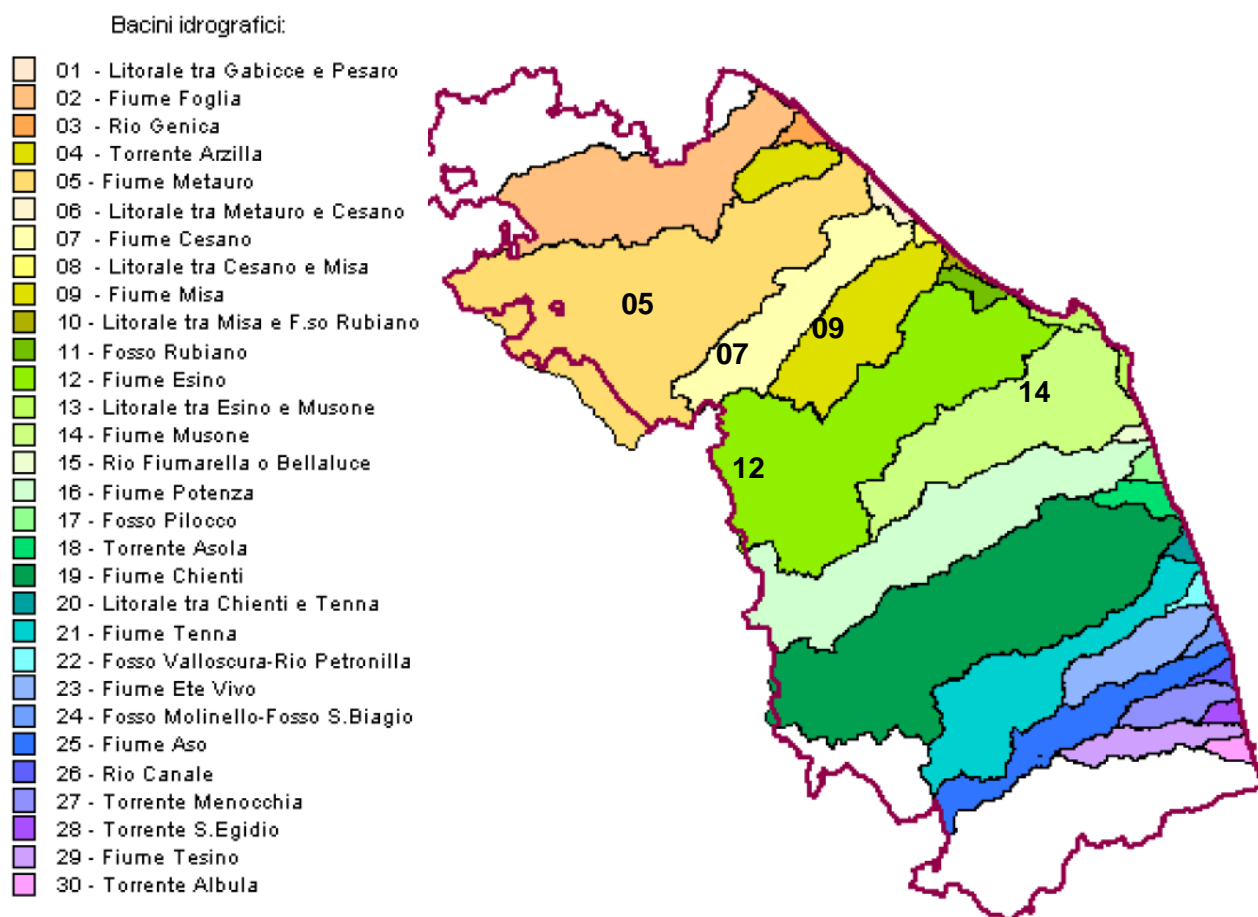 Bacini idrografici:
01 - Litorale tra Gabicce e Pesaro
02 - Fiume Foglia
03 - Rio Genica
04 - Torrente Arzilla
05 - Fiume Metauro
06 - Litorale tra Metauro e Cesano
07 - Fiume Cesano
08 - Litorale tra Cesano e Misa
09 - Fiume Misa
10 - Litorale tra Misa e F.so Rubiano
11 - Fosso Rubiano
12 - Fiume Esino
13 - Litorale tra Esino e Musone
14 - Fiume Musone
15 - Rio Fiumarella o Bellaluce
16 - Fiume Potenza
17 - Fosso Pilocco
18 - Torrente Asola
19 - Fiume Chienti
20 - Litorale tra Chienti e Tenna
21 - Fiume Tenna
22 - Fosso Valloscura-Rio Petronilla
23 - Fiume Ete Vivo
24 - Fosso Molinello-Fosso S.Biagio
25 - Fiume Aso
26 - Rio Canale
27 - Torrente Menocchia
28 - Torrente S.Egidio
29 - Fiume Tesino
30 - Torrente Albula
05
09
07
14
12